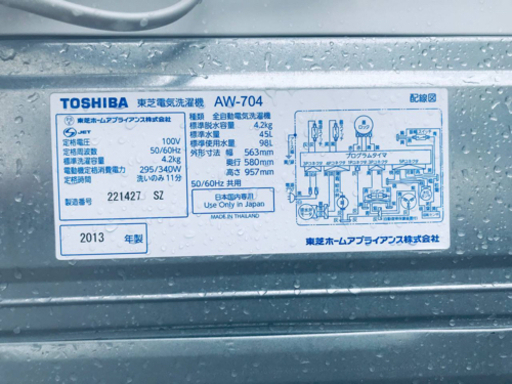 TOSHIBA 東芝電気洗濯機 AW-704
配線図
東芝ホームアプライアンス株式会社
JET
定格電圧 100V
定格周波数 50/60Hz
定格洗濯容量 4.2kg
電動機定格消費電力 295/340W
定格時間 洗いのみ11分
製造番号 221427 SZ
2013 年製
種類 全自動電気洗濯機
標準脱水容量 4.2kg
標準水量 45L
標準使用水量 98L
外形寸法 幅 563mm
奥行 580mm
高さ 957mm
50/60Hz 共用
日本国内専用
Use Only in Japan
MADE IN THAILAND
プログラムタイマ
東芝ホームアプライアンス株式会社